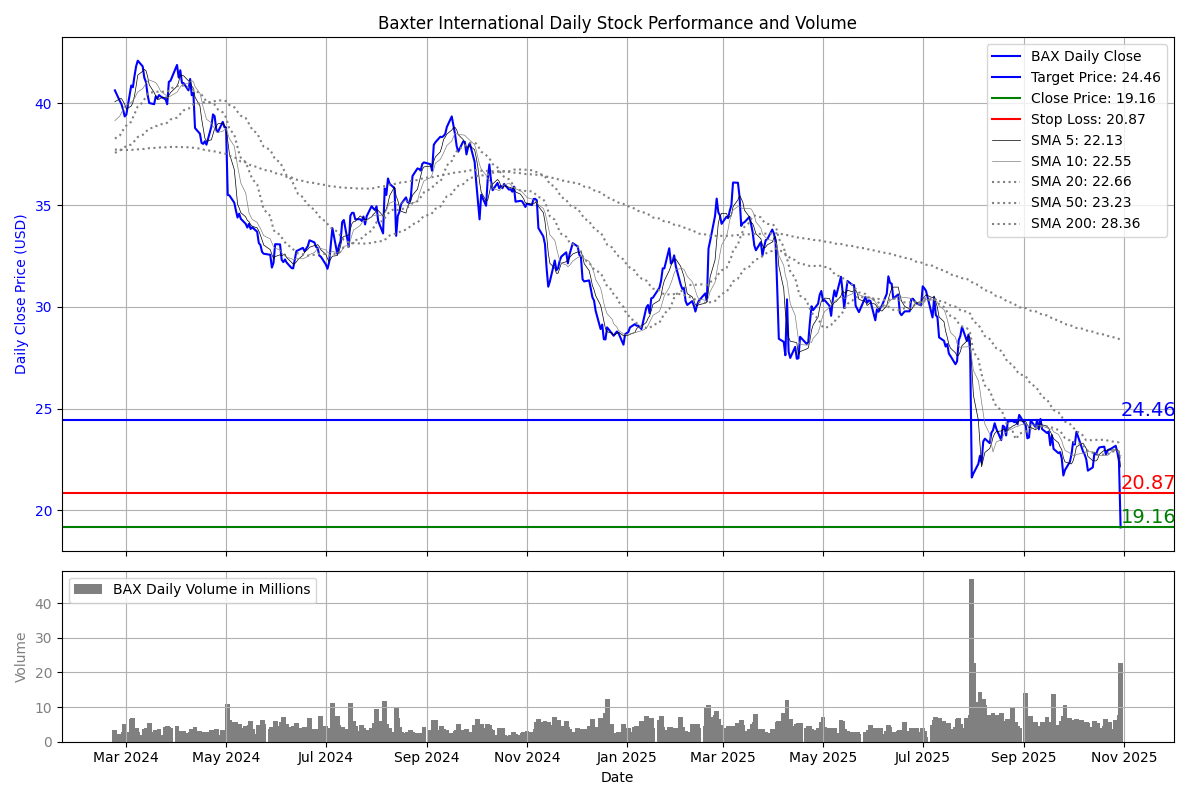 Baxter International Daily Stock Performance and Volume
Daily Close Price (USD)
40
35
30
25
20
BAX Daily Close
Target Price: 24.46
Close Price: 19.16
Stop Loss: 20.87
SMA 5: 22.13
SMA 10: 22.55
SMA 20: 22.66
SMA 50: 23.23
SMA 200: 28.36
24.46
20.87
19.16
Volume
40
30
20
10
0
BAX Daily Volume in Millions
Mar 2024 May 2024 Jul 2024 Sep 2024 Nov 2024 Jan 2025 Mar 2025 May 2025 Jul 2025 Sep 2025 Nov 2025
Date